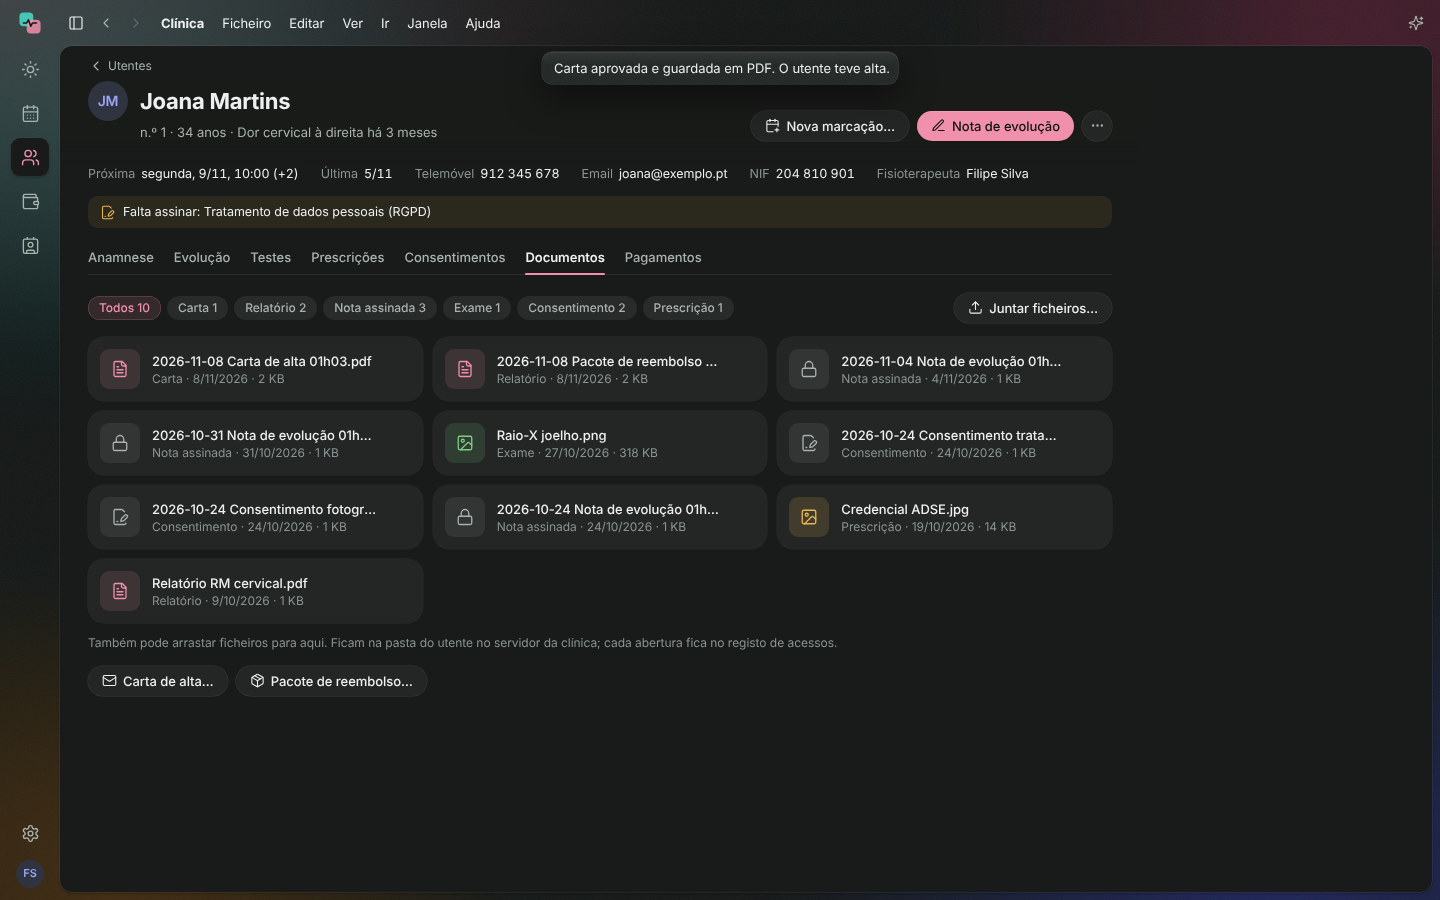 Clínica Ficheiro Editar Ver Ir Janela Ajuda
Utentes
Carta aprovada e guardada em PDF. O utente teve alta.
JM
Joana Martins
n.º 1 · 34 anos · Dor cervical à direita há 3 meses
Nova marcação...
Nota de evolução
Próxima segunda, 9/11, 10:00 (+2) Última 5/11 Telemóvel 912 345 678 Email joana@exemplo.pt NIF 204 810 901 Fisioterapeuta Filipe Silva
Falta assinar: Tratamento de dados pessoais (RGPD)
Anamnese Evolução Testes Prescrições Consentimentos Documentos Pagamentos
Todos 10 Carta 1 Relatório 2 Nota assinada 3 Exame 1 Consentimento 2 Prescrição 1
Juntar ficheiros...
2026-11-08 Carta de alta 01h03.pdf
Carta · 8/11/2026 · 2 KB
2026-11-08 Pacote de reembolso ...
Relatório · 8/11/2026 · 2 KB
2026-11-04 Nota de evolução 01h...
Nota assinada · 4/11/2026 · 1 KB
2026-10-31 Nota de evolução 01h...
Nota assinada · 31/10/2026 · 1 KB
Raio-X joelho.png
Exame · 27/10/2026 · 318 KB
2026-10-24 Consentimento trata...
Consentimento · 24/10/2026 · 1 KB
2026-10-24 Consentimento fotogr...
Consentimento · 24/10/2026 · 1 KB
2026-10-24 Nota de evolução 01h...
Nota assinada · 24/10/2026 · 1 KB
Credencial ADSE.jpg
Prescrição · 19/10/2026 · 14 KB
Relatório RM cervical.pdf
Relatório · 9/10/2026 · 1 KB
Também pode arrastar ficheiros para aqui. Ficam na pasta do utente no servidor da clínica; cada abertura fica no registo de acessos.
Carta de alta...
Pacote de reembolso...
FS